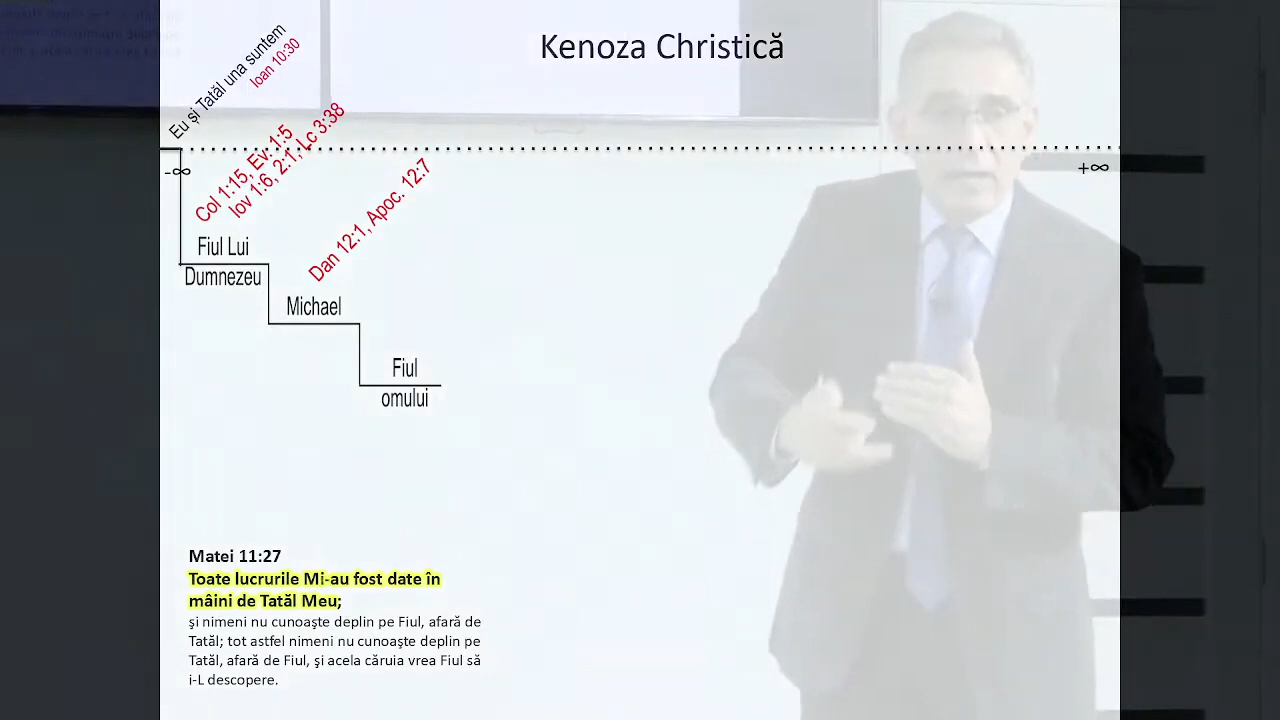 Kenoza Christică
Eu și Tatăl una suntem
Ioan 10:30
Col 1:15, Ev. 1:5
Iov 1:6, 2:1, Lc 3:38
Dan 12:1, Apoc. 12:7
-∞
+∞
Fiul Lui
Dumnezeu
Michael
Fiul
omului
Matei 11:27
Toate lucrurile Mi-au fost date în
mâini de Tatăl Meu;
şi nimeni nu cunoaşte deplin pe Fiul, afară de
Tatăl; tot astfel nimeni nu cunoaşte deplin pe
Tatăl, afară de Fiul, şi acela căruia vrea Fiul să
i-L descopere.